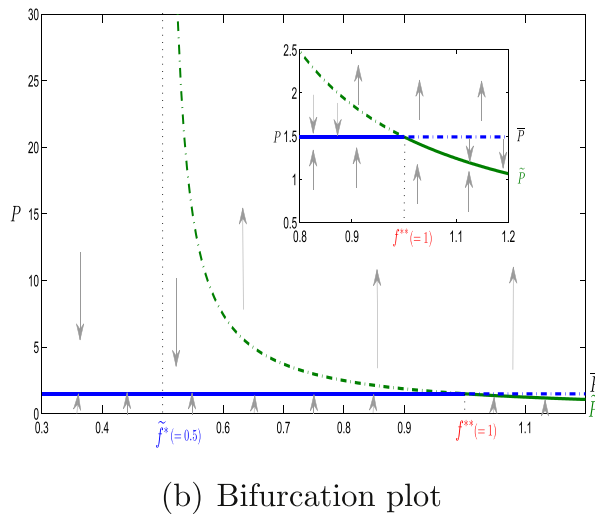 30
25
20
P 15
10
5
0
0.3 0.4 0.5 0.6 0.7 0.8 0.9 1.1
f̃*(= 0.5)
f**(= 1)
P̅
P̃
2.5
2
P 1.5
1
0.5
0.8 0.9 1.1 1.2
f**(= 1)
P̅
P̃
(b) Bifurcation plot